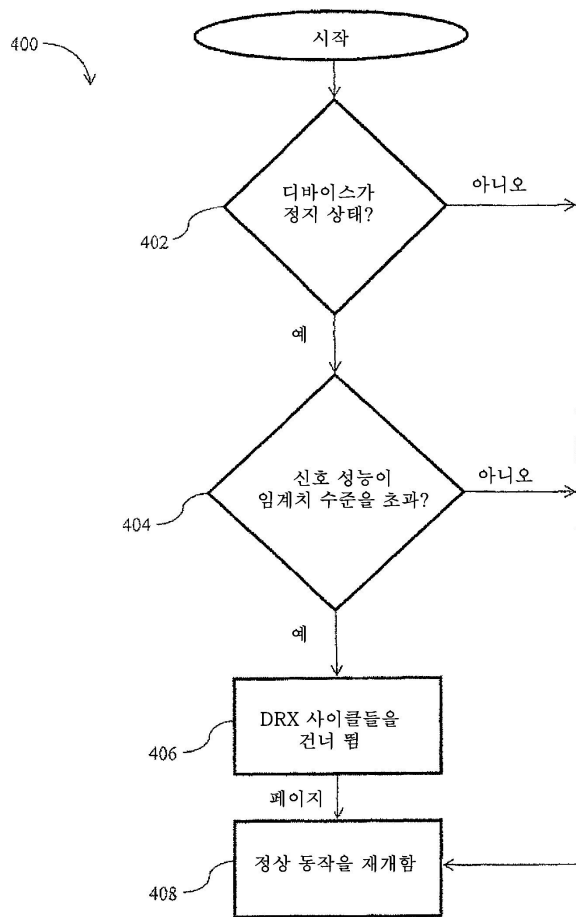 400
시작
디바이스가
정지 상태?
아니오
402
예
신호 성능이
임계치 수준을 초과?
아니오
404
예
DRX 사이클들을
건너 뜀
406
페이지
정상 동작을 재개함
408